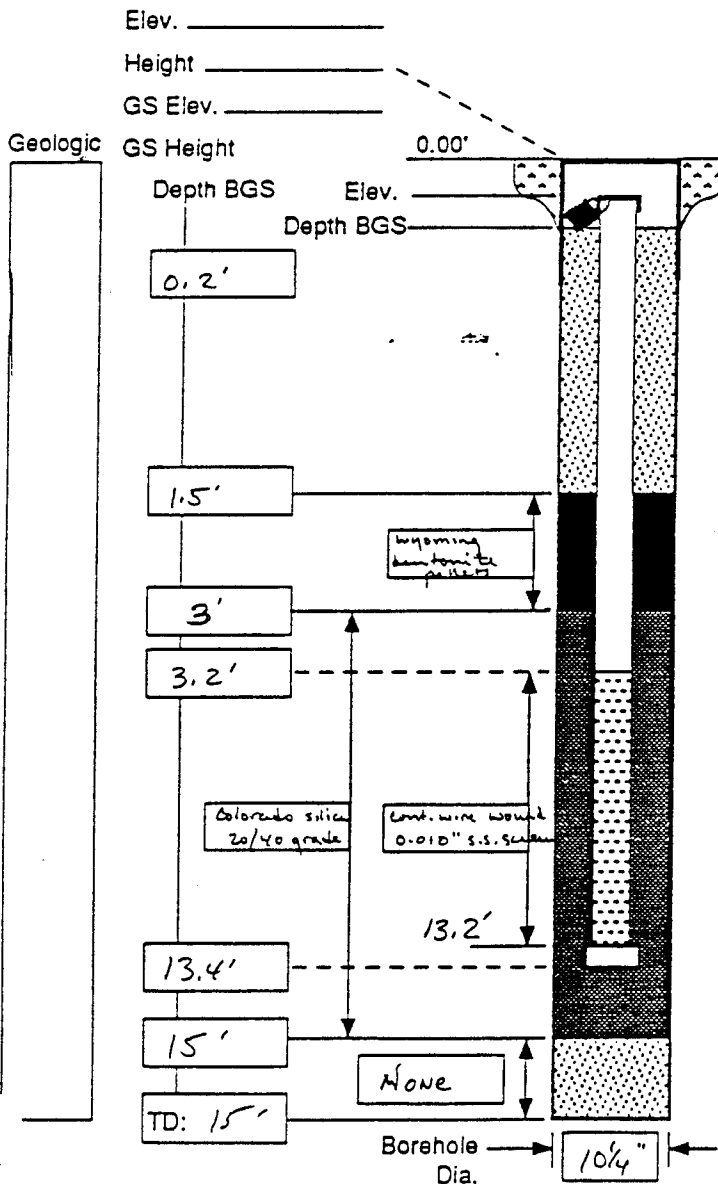 Elev.
Height
GS Elev.
Geologic
GS Height
0.00'
Depth BGS
Elev.
Depth BGS
0.2'
1.5'
Wyoming
bentonite
pellets
3'
3.2'
Colorado silica
20/40 grade
Cont. wire wound
0.010" s.s. screen
13.2'
13.4'
15'
None
TD: 15'
Borehole
Dia.
10¼"